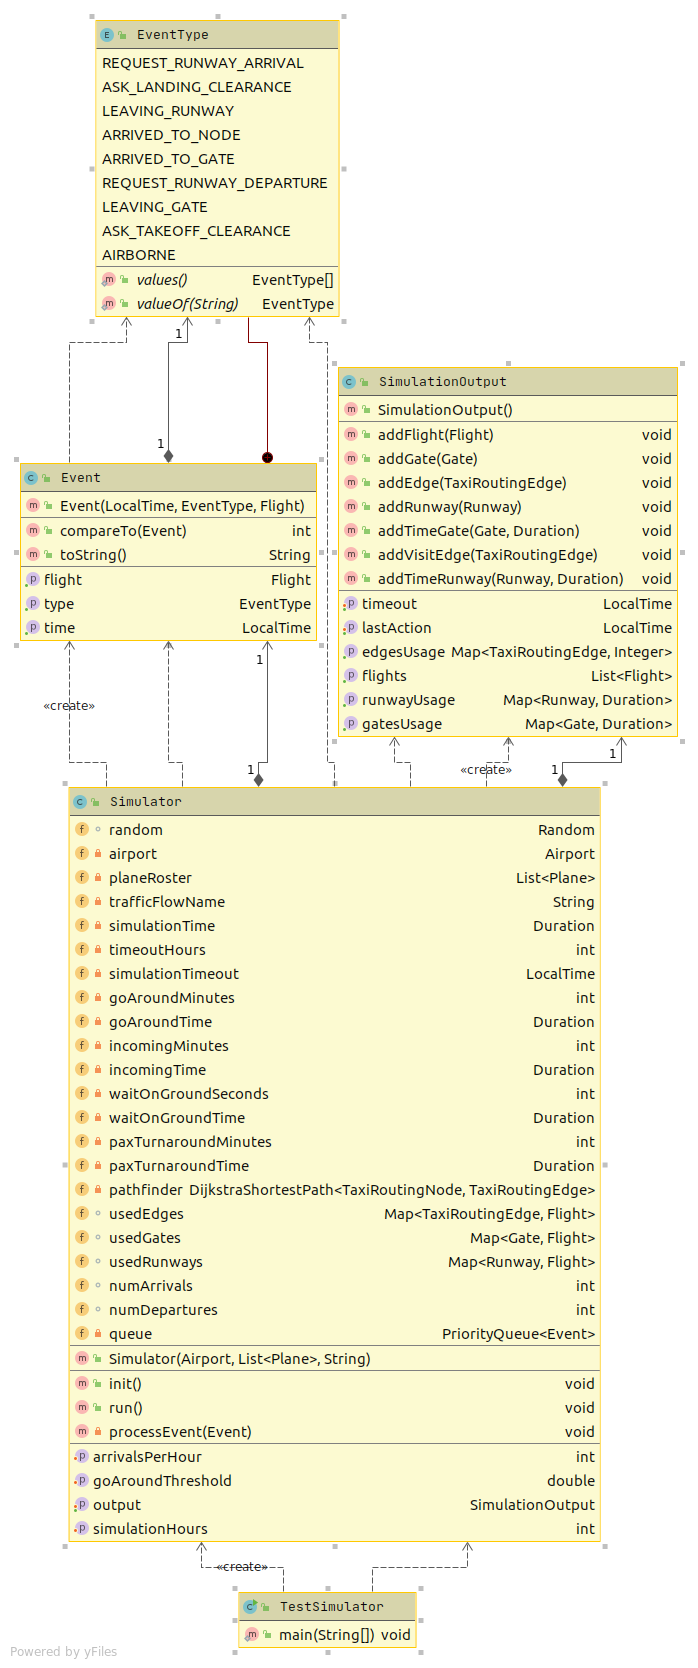 EventType
REQUEST_RUNWAY_ARRIVAL
ASK_LANDING_CLEARANCE
LEAVING_RUNWAY
ARRIVED_TO_NODE
ARRIVED_TO_GATE
REQUEST_RUNWAY_DEPARTURE
LEAVING_GATE
ASK_TAKEOFF_CLEARANCE
AIRBORNE
values() EventType[]
valueOf(String) EventType
1
1
SimulationOutput
SimulationOutput()
addFlight(Flight) void
addGate(Gate) void
addEdge(TaxiRoutingEdge) void
addRunway(Runway) void
addTimeGate(Gate, Duration) void
addVisitEdge(TaxiRoutingEdge) void
addTimeRunway(Runway, Duration) void
timeout LocalTime
lastAction LocalTime
edgesUsage Map<TaxiRoutingEdge, Integer>
flights List<Flight>
runwayUsage Map<Runway, Duration>
gatesUsage Map<Gate, Duration>
Event
Event(LocalTime, EventType, Flight)
compareTo(Event) int
toString() String
flight Flight
type EventType
time LocalTime
1
«create»
1
1
«create»
1
Simulator
random Random
airport Airport
planeRoster List<Plane>
trafficFlowName String
simulationTime Duration
timeoutHours int
simulationTimeout LocalTime
goAroundMinutes int
goAroundTime Duration
incomingMinutes int
incomingTime Duration
waitOnGroundSeconds int
waitOnGroundTime Duration
paxTurnaroundMinutes int
paxTurnaroundTime Duration
pathfinder DijkstraShortestPath<TaxiRoutingNode, TaxiRoutingEdge>
usedEdges Map<TaxiRoutingEdge, Flight>
usedGates Map<Gate, Flight>
usedRunways Map<Runway, Flight>
numArrivals int
numDepartures int
queue PriorityQueue<Event>
Simulator(Airport, List<Plane>, String)
init() void
run() void
processEvent(Event) void
arrivalsPerHour int
goAroundThreshold double
output SimulationOutput
simulationHours int
«create»
TestSimulator
main(String[]) void
Powered by yFiles